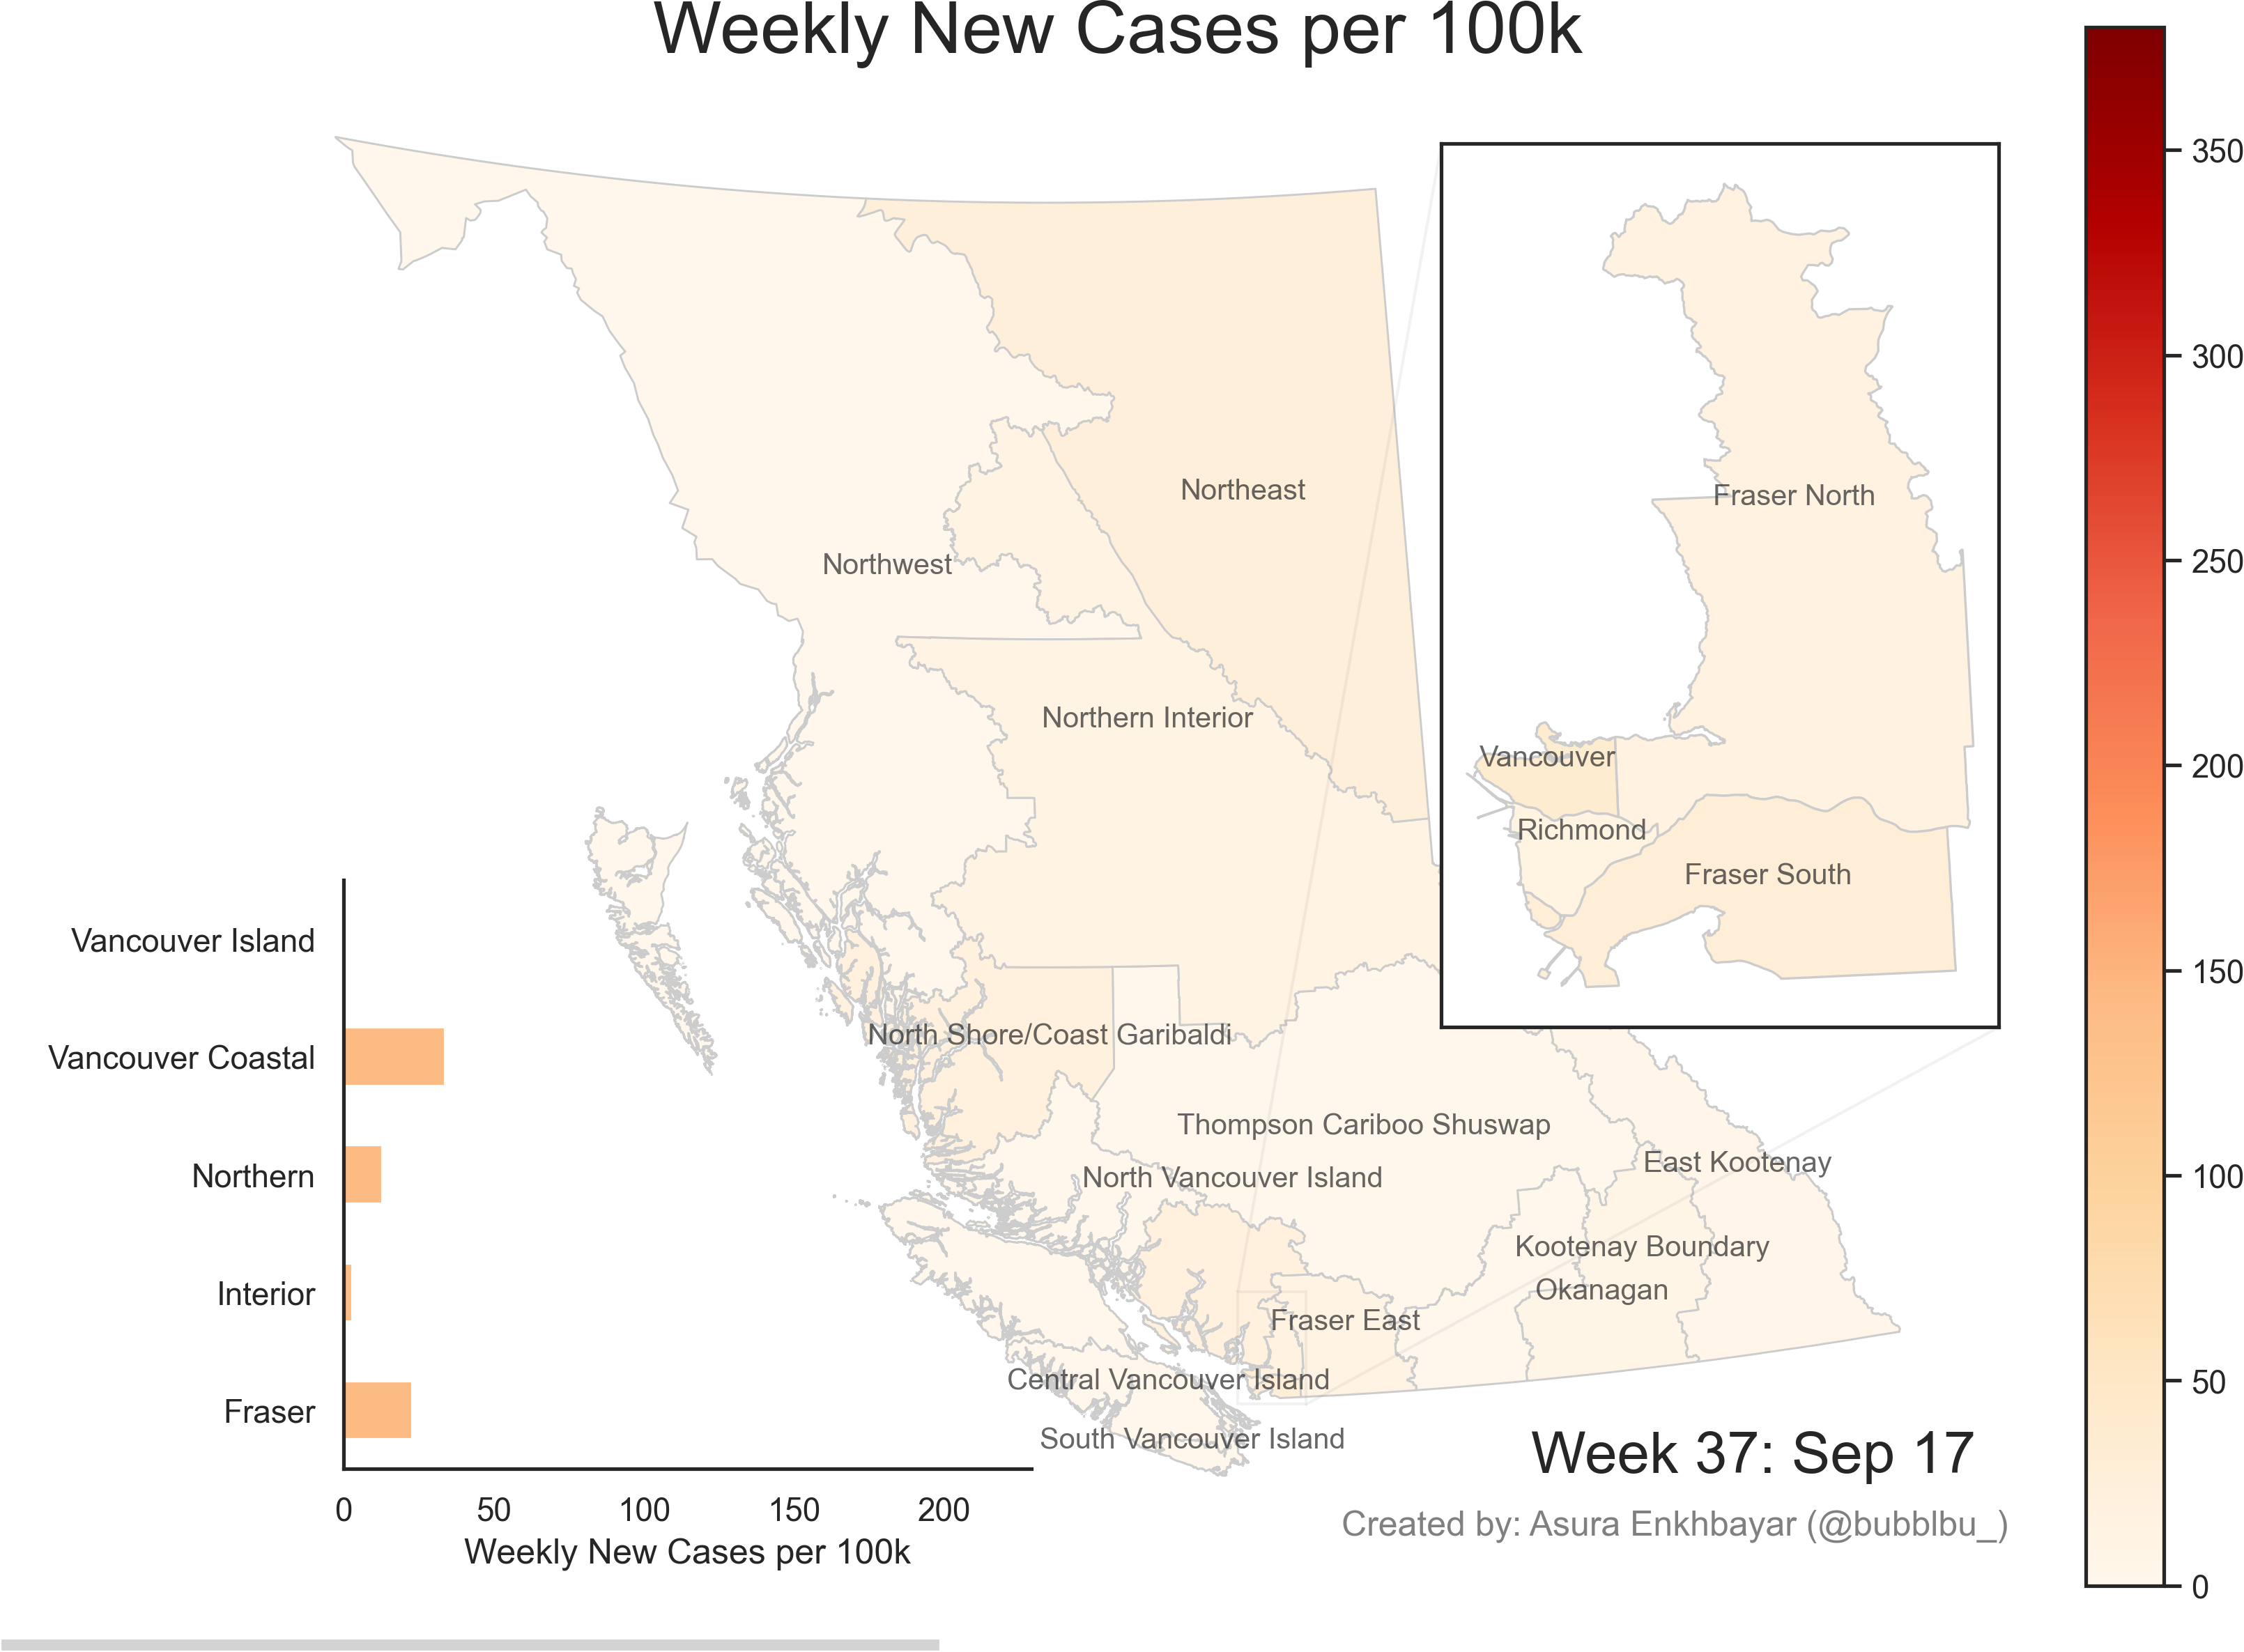 Weekly New Cases per 100k
350
300
250
200
150
100
50
0
Northeast
Northwest
Northern Interior
North Shore/Coast Garibaldi
Thompson Cariboo Shuswap
North Vancouver Island
East Kootenay
Kootenay Boundary
Okanagan
Fraser East
Central Vancouver Island
South Vancouver Island
Fraser North
Vancouver
Richmond
Fraser South
Vancouver Island
Vancouver Coastal
Northern
Interior
Fraser
0 50 100 150 200
Weekly New Cases per 100k
Week 37: Sep 17
Created by: Asura Enkhbayar (@bubblbu_)